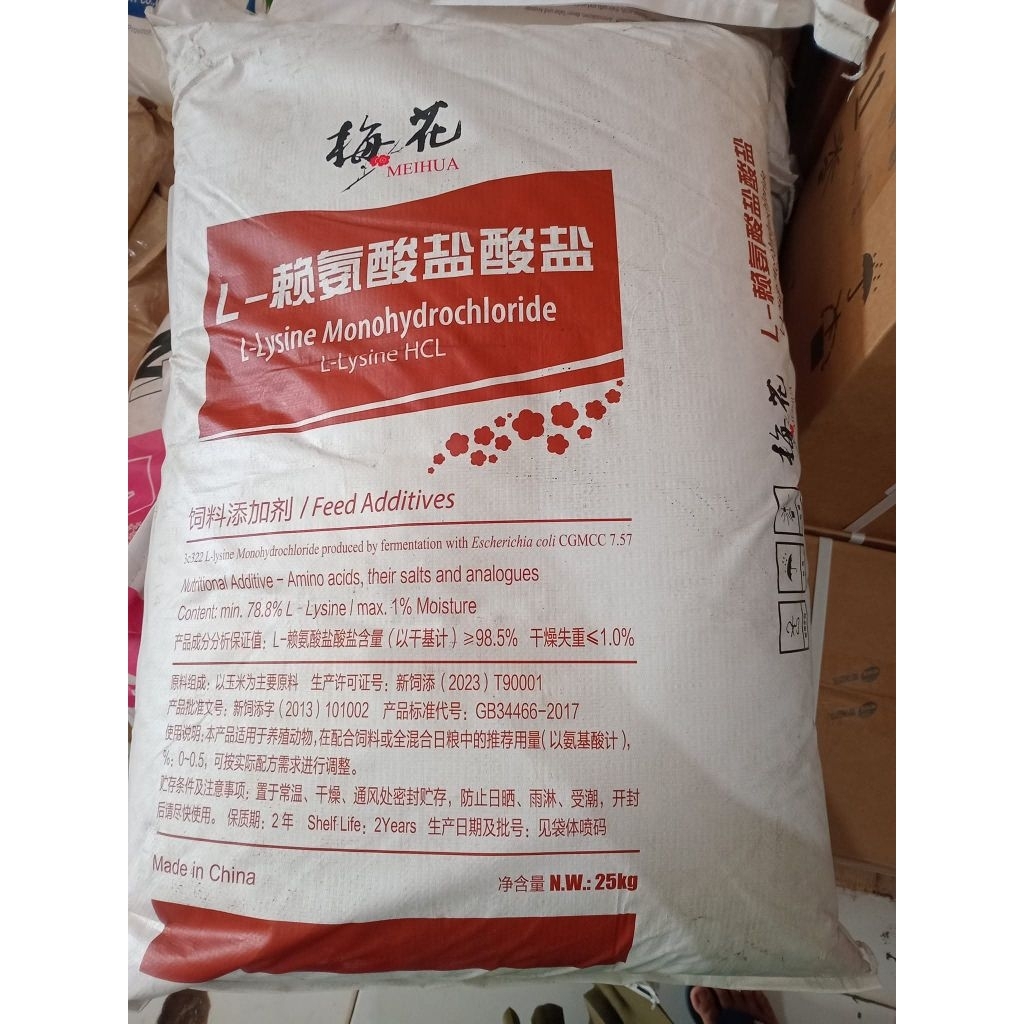 梅花
MEIHUA
L-赖氨酸盐酸盐
L-Lysine Monohydrochloride
L-Lysine HCL
饲料添加剂 / Feed Additives
3c322 L-lysine Monohydrochloride produced by fermentation with Escherichia coli CGMCC 7.57
Nutritional Additive - Amino acids, their salts and analogues
Content: min. 78.8% L - Lysine / max. 1% Moisture
产品成分分析保证值：L-赖氨酸盐酸盐含量（以干基计）≥98.5% 干燥失重≤1.0%
原料组成：以玉米为主要原料 生产许可证号：新饲添（2023）T90001
产品批准文号：新饲添字（2013）101002 产品标准代号：GB34466-2017
使用说明：本产品适用于养殖动物，在配合饲料或全混合日粮中的推荐用量（以氨基酸计），
%：0-0.5，可按实际配方需求进行调整。
贮存条件及注意事项：置于常温、干燥、通风处密封贮存，防止日晒、雨淋、受潮，开封
后请尽快使用。 保质期：2年 Shelf Life: 2Years 生产日期及批号：见袋体喷码
Made in China
净含量 N.W.: 25kg
L-赖氨酸盐酸盐
梅花